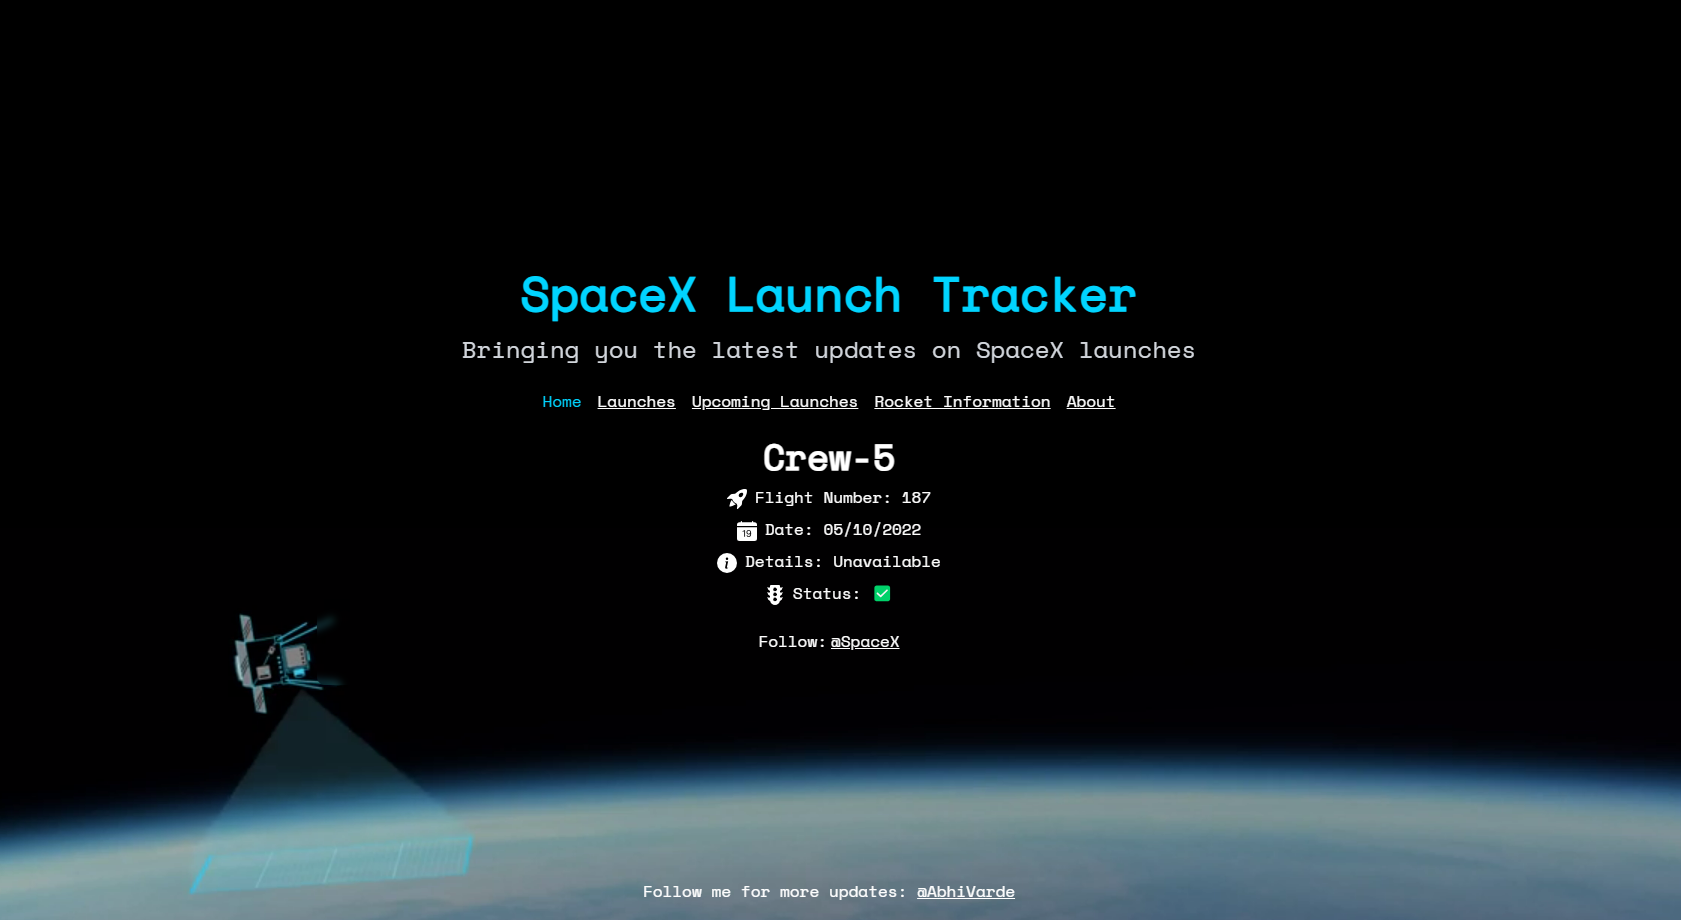 SpaceX Launch Tracker
Bringing you the latest updates on SpaceX launches
Home Launches Upcoming Launches Rocket Information About
Crew-5
Flight Number: 187
19 Date: 05/10/2022
Details: Unavailable
Status: ✅
Follow: @SpaceX
Follow me for more updates: @AbhiVarde